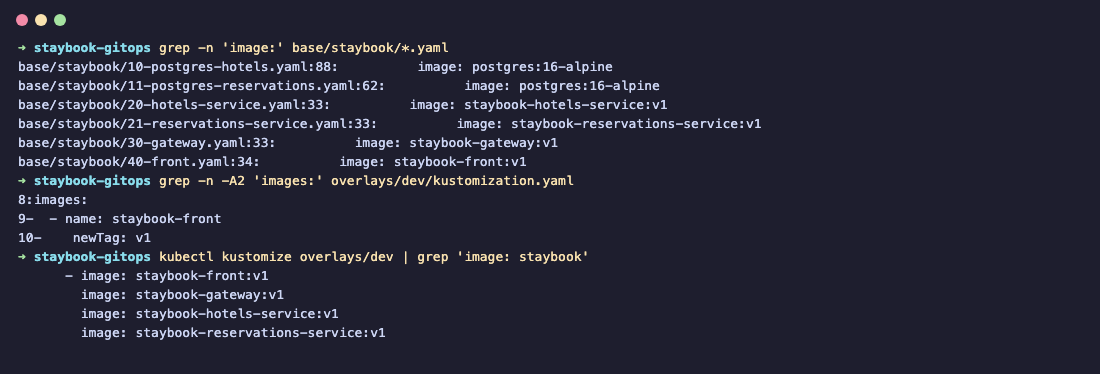 ➜ staybook-gitops grep -n 'image:' base/staybook/*.yaml
base/staybook/10-postgres-hotels.yaml:88:          image: postgres:16-alpine
base/staybook/11-postgres-reservations.yaml:62:          image: postgres:16-alpine
base/staybook/20-hotels-service.yaml:33:          image: staybook-hotels-service:v1
base/staybook/21-reservations-service.yaml:33:          image: staybook-reservations-service:v1
base/staybook/30-gateway.yaml:33:          image: staybook-gateway:v1
base/staybook/40-front.yaml:34:          image: staybook-front:v1
➜ staybook-gitops grep -n -A2 'images:' overlays/dev/kustomization.yaml
8:images:
9-  - name: staybook-front
10-    newTag: v1
➜ staybook-gitops kubectl kustomize overlays/dev | grep 'image: staybook'
      - image: staybook-front:v1
        image: staybook-gateway:v1
        image: staybook-hotels-service:v1
        image: staybook-reservations-service:v1